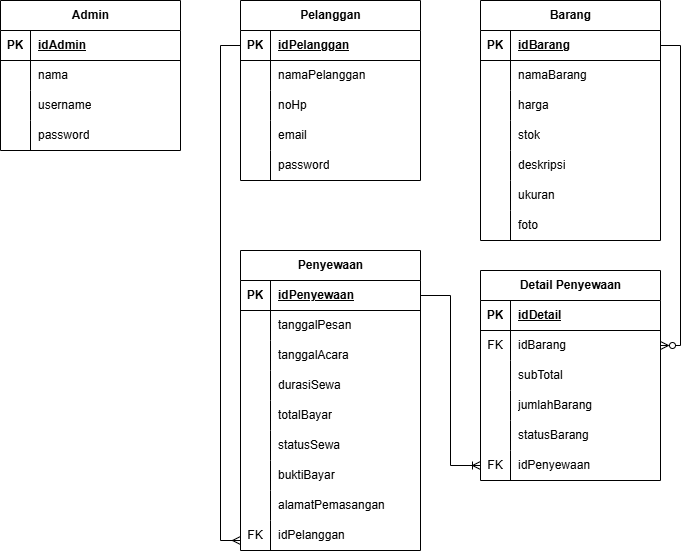 Admin
PK idAdmin
nama
username
password
Pelanggan
PK idPelanggan
namaPelanggan
noHp
email
password
Barang
PK idBarang
namaBarang
harga
stok
deskripsi
ukuran
foto
Penyewaan
PK idPenyewaan
tanggalPesan
tanggalAcara
durasiSewa
totalBayar
statusSewa
buktiBayar
alamatPemasangan
FK idPelanggan
Detail Penyewaan
PK idDetail
FK idBarang
subTotal
jumlahBarang
statusBarang
FK idPenyewaan